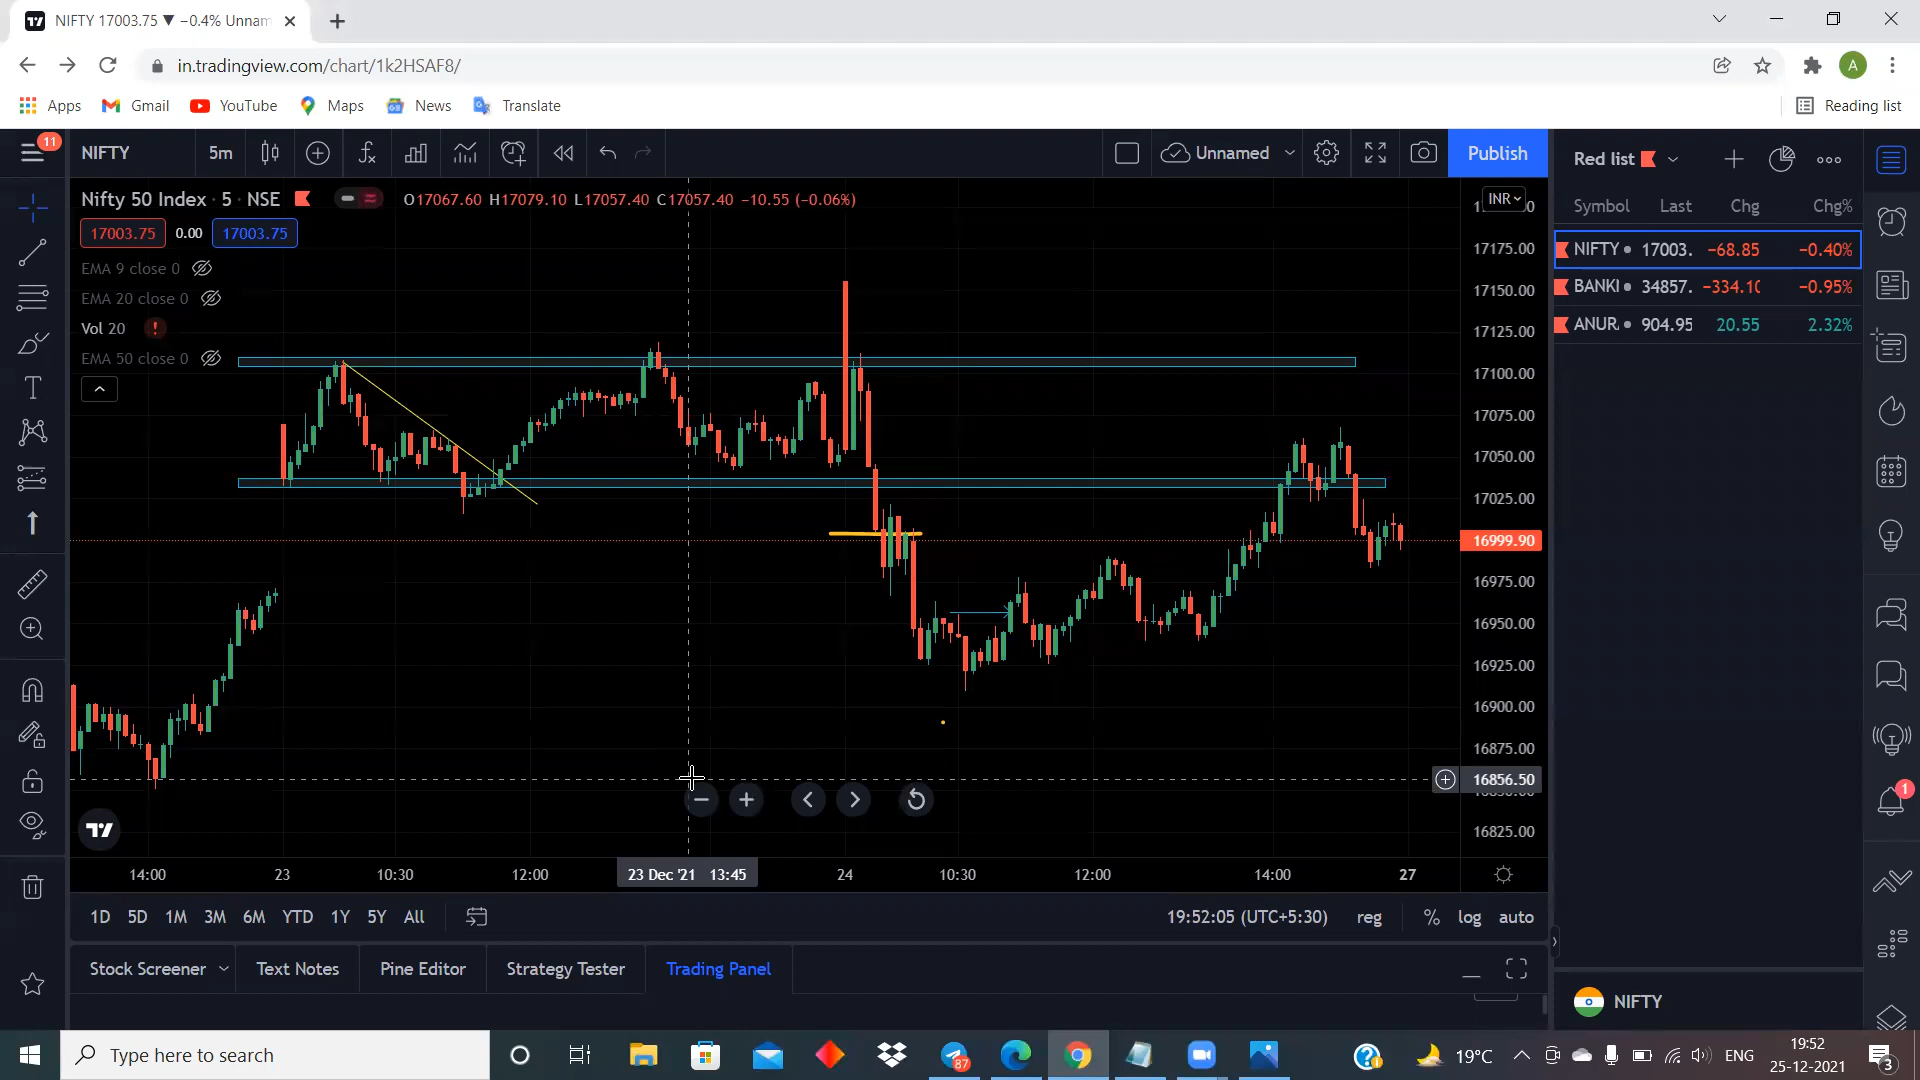 NIFTY 17003.75 ▼ −0.4% Unnam
in.tradingview.com/chart/1k2HSAF8/
A
Apps Gmail YouTube Maps News Translate Reading list
11
NIFTY 5m Unnamed Publish
Red list
Nifty 50 Index · 5 · NSE O17067.60 H17079.10 L17057.40 C17057.40 −10.55 (−0.06%)
INR
17003.75 0.00 17003.75
EMA 9 close 0
EMA 20 close 0
Vol 20 !
EMA 50 close 0
Symbol Last Chg Chg%
NIFTY 17003. −68.85 −0.40%
BANKI 34857. −334.10 −0.95%
ANUR. 904.95 20.55 2.32%
17175.00
17150.00
17125.00
17100.00
17075.00
17050.00
17025.00
16999.90
16975.00
16950.00
16925.00
16900.00
16875.00
16856.50
16825.00
14:00 23 10:30 12:00 23 Dec '21 13:45 24 10:30 12:00 14:00 27
1D 5D 1M 3M 6M YTD 1Y 5Y All 19:52:05 (UTC+5:30) reg % log auto
1
Stock Screener Text Notes Pine Editor Strategy Tester Trading Panel
NIFTY
Type here to search
87
19°C
ENG
19:52
25-12-2021
3